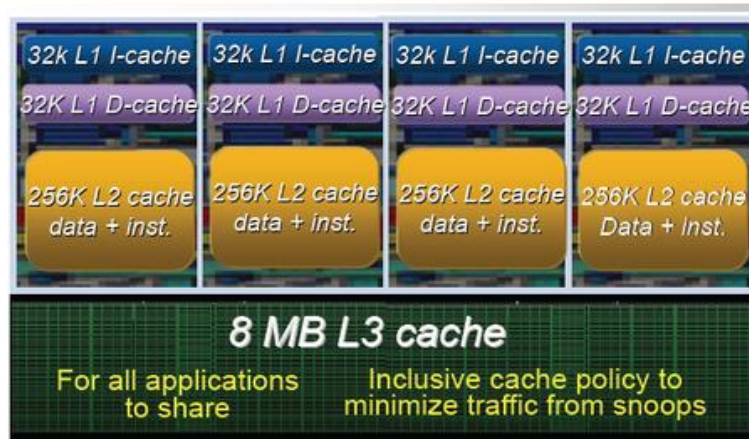 32k L1 I-cache
32K L1 D-cache
256K L2 cache
data + inst.
32k L1 I-cache
32K L1 D-cache
256K L2 cache
data + inst.
32k L1 I-cache
32K L1 D-cache
256K L2 cache
data + inst.
32k L1 I-cache
32K L1 D-cache
256K L2 cache
Data + Inst.
8 MB L3 cache
For all applications
to share
Inclusive cache policy to
minimize traffic from snoops